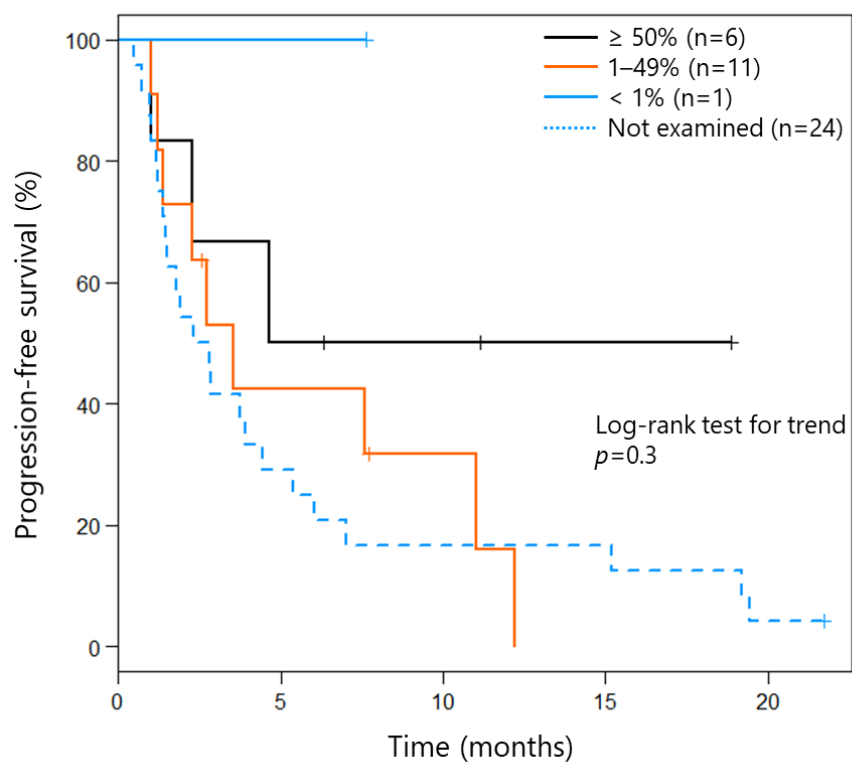 ≥ 50% (n=6)
1–49% (n=11)
< 1% (n=1)
Not examined (n=24)
Progression-free survival (%)
100
80
60
40
20
0
Log-rank test for trend
p=0.3
0 5 10 15 20
Time (months)